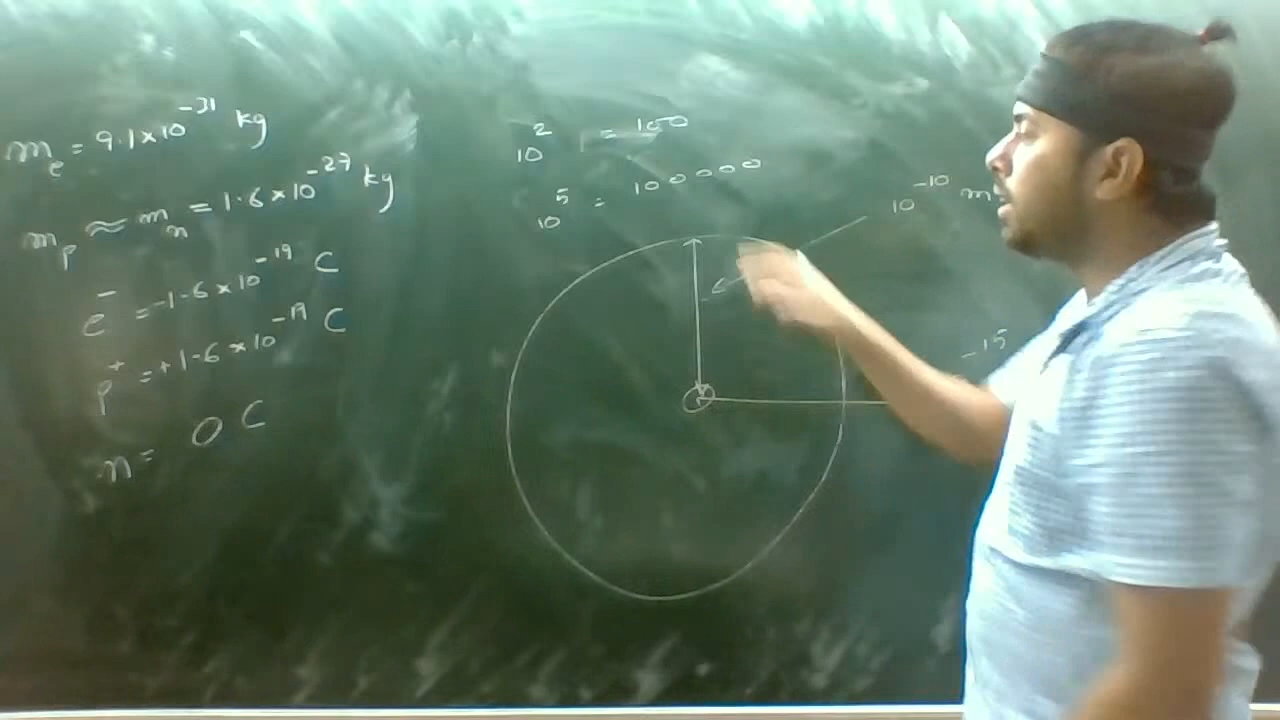 mₑ = 9.1 × 10⁻³¹ kg
mₚ ≈ mₙ = 1.6 × 10⁻²⁷ kg
e⁻ = -1.6 × 10⁻¹⁹ C
p⁺ = +1.6 × 10⁻¹⁹ C
n = 0 C
10² = 100
10⁵ = 100000
10⁻¹⁰ m
-15